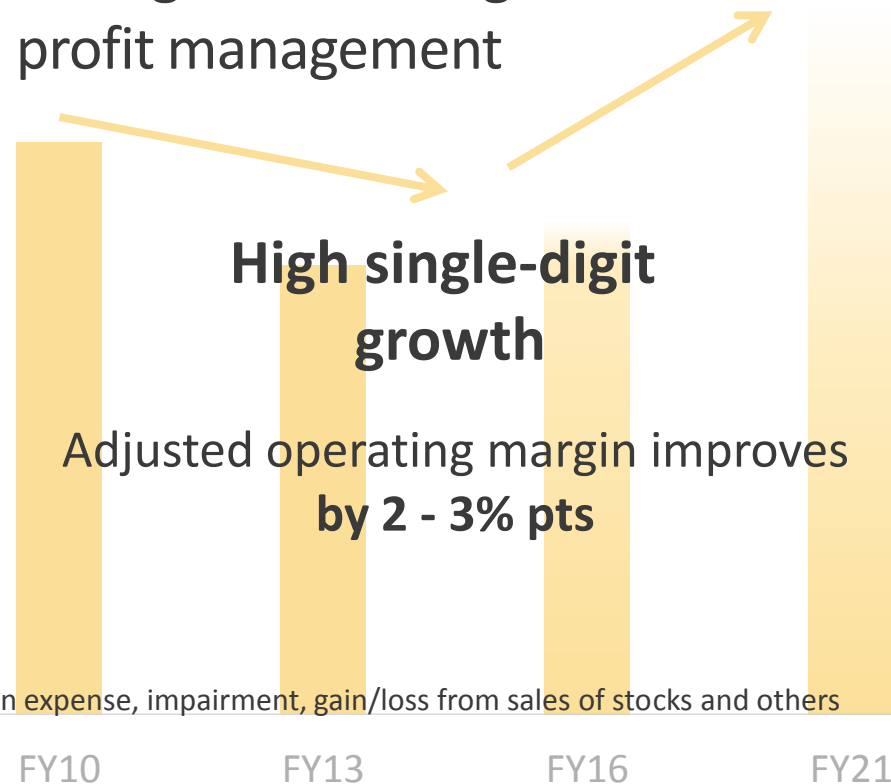 profit management
High single-digit
growth
Adjusted operating margin improves
by 2 - 3% pts
expense, impairment, gain/loss from sales of stocks and others
FY10 FY13 FY16 FY21